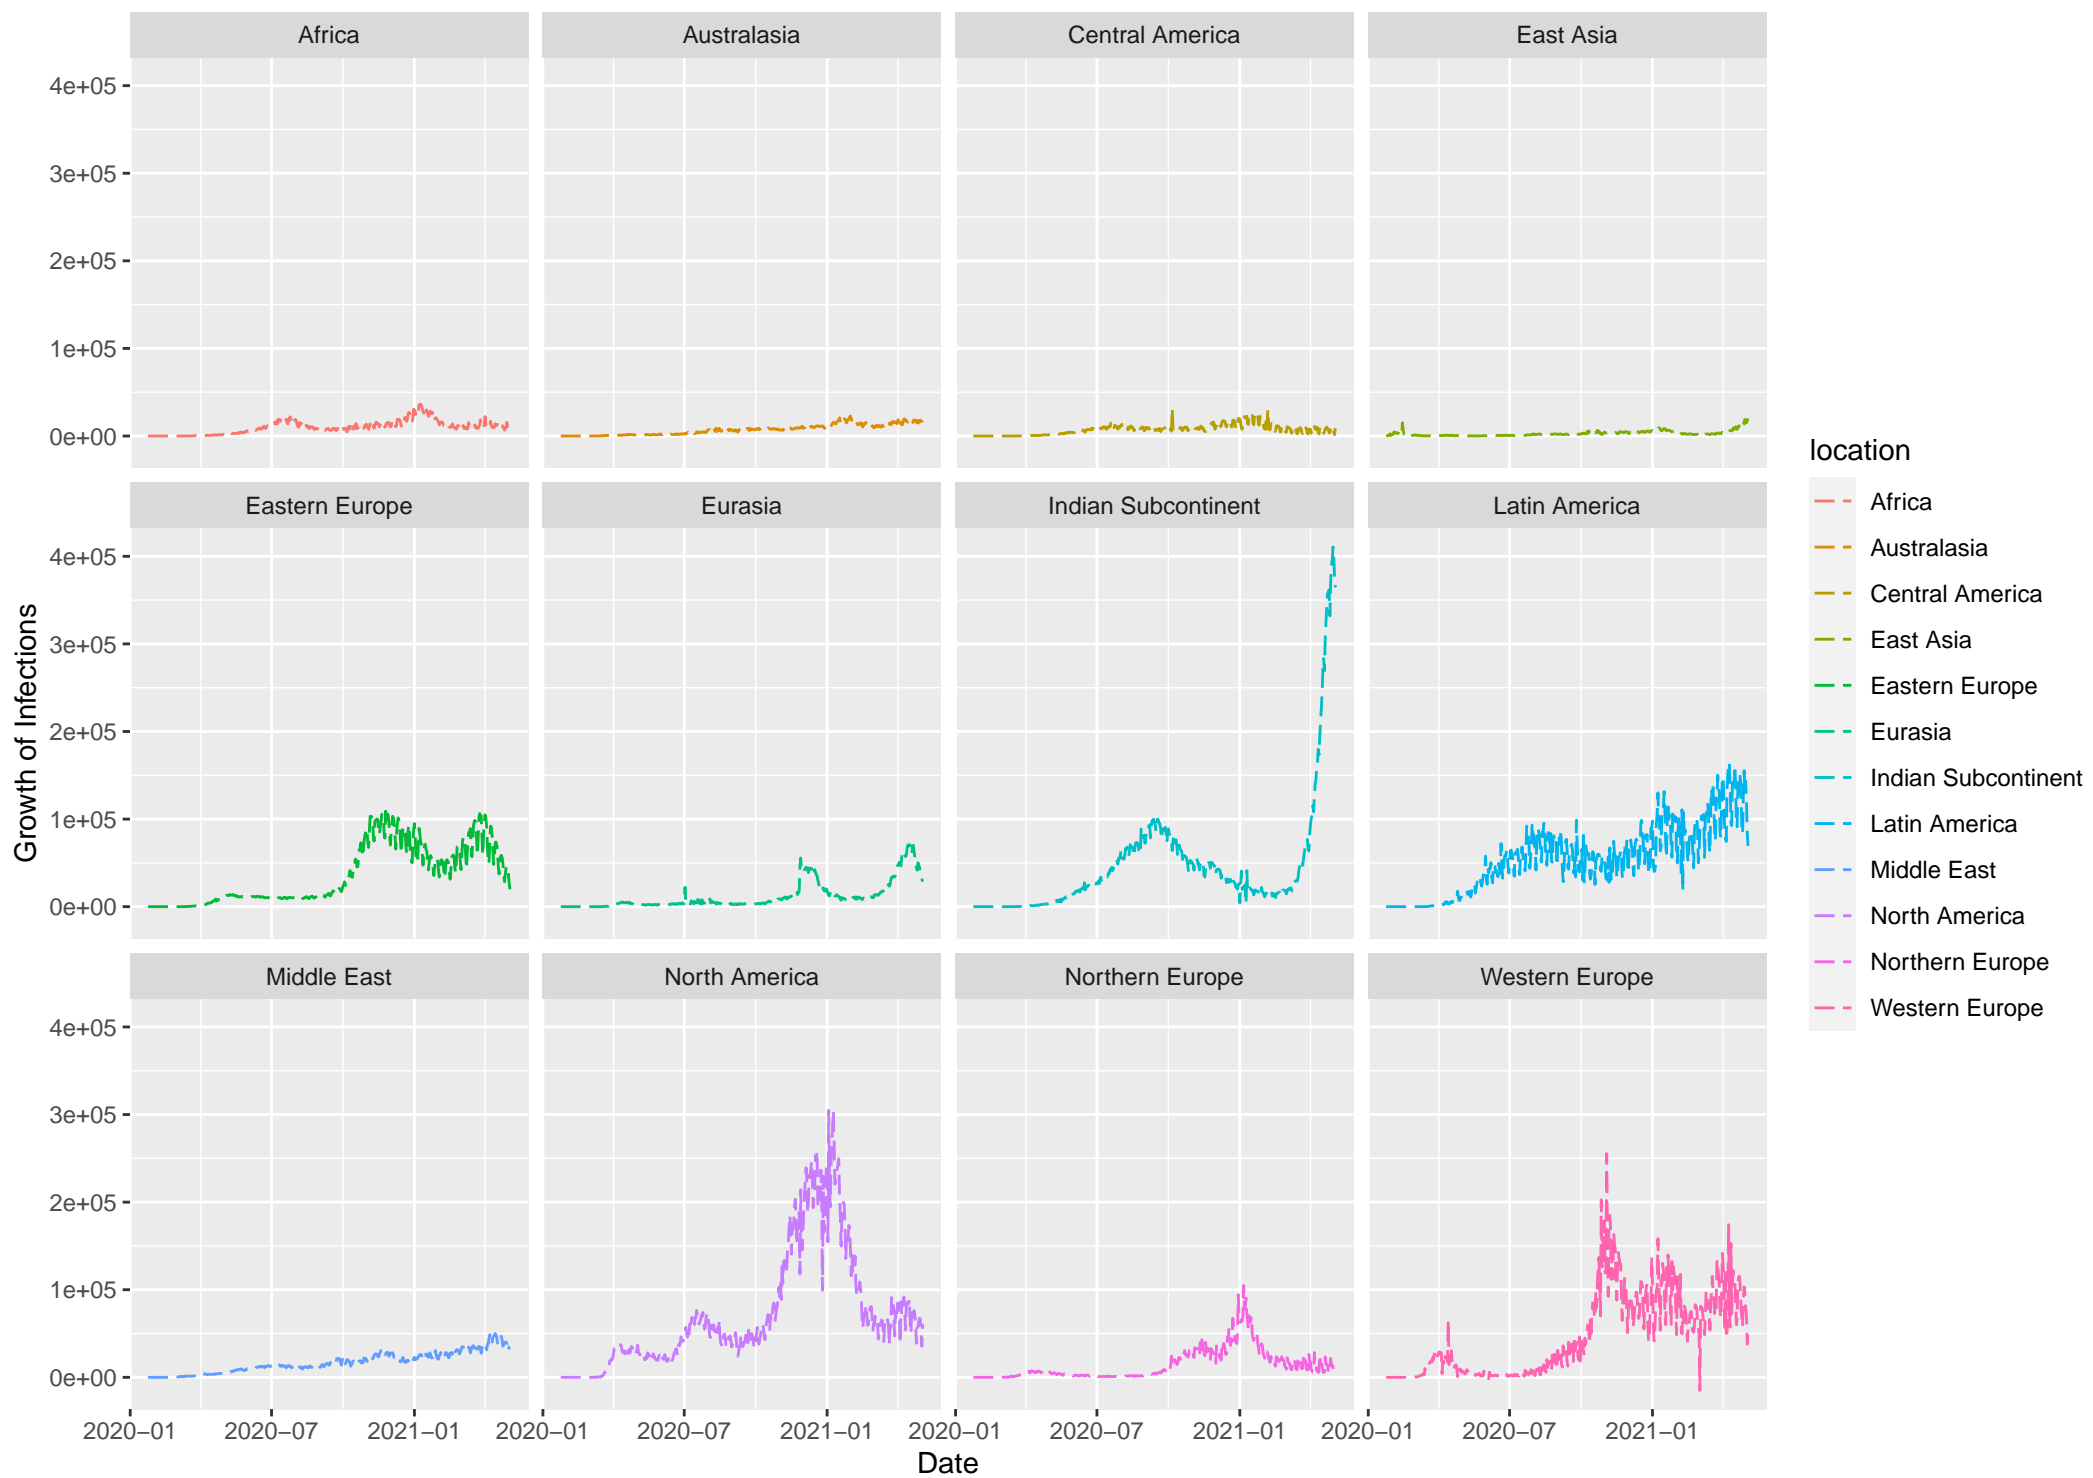 Africa
Australasia
Central America
East Asia
4e+05
3e+05
2e+05
1e+05
0e+00
Eastern Europe
Eurasia
Indian Subcontinent
Latin America
4e+05
3e+05
2e+05
1e+05
0e+00
Middle East
North America
Northern Europe
Western Europe
4e+05
3e+05
2e+05
1e+05
0e+00
2020−01
2020−07
2021−01
2020−01
2020−07
2021−01
2020−01
2020−07
2021−01
2020−01
2020−07
2021−01
Date
Growth of Infections
location
Africa
Australasia
Central America
East Asia
Eastern Europe
Eurasia
Indian Subcontinent
Latin America
Middle East
North America
Northern Europe
Western Europe